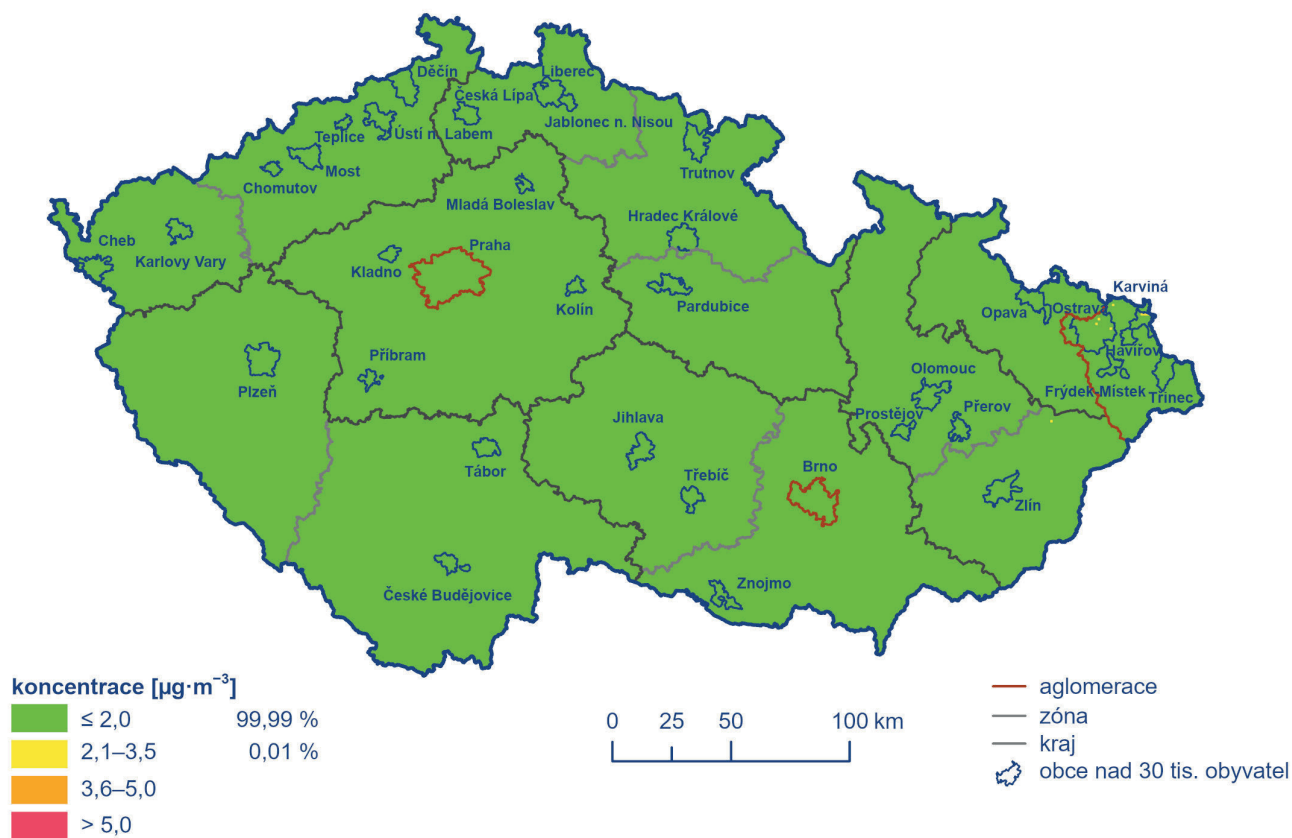 Děčín
Liberec
Česká Lípa
Jablonec n. Nisou
Teplice
Ústí n. Labem
Most
Chomutov
Trutnov
Mladá Boleslav
Hradec Králové
Cheb
Karlovy Vary
Praha
Kladno
Kolín
Pardubice
Karviná
Opava
Ostrava
Havířov
Příbram
Plzeň
Olomouc
Frýdek-Místek
Třinec
Prostějov
Přerov
Jihlava
Tábor
Třebíč
Brno
Zlín
České Budějovice
Znojmo
koncentrace [µg·m⁻³]
≤ 2,0 99,99 %
2,1–3,5 0,01 %
3,6–5,0
> 5,0
0 25 50 100 km
aglomerace
zóna
kraj
obce nad 30 tis. obyvatel